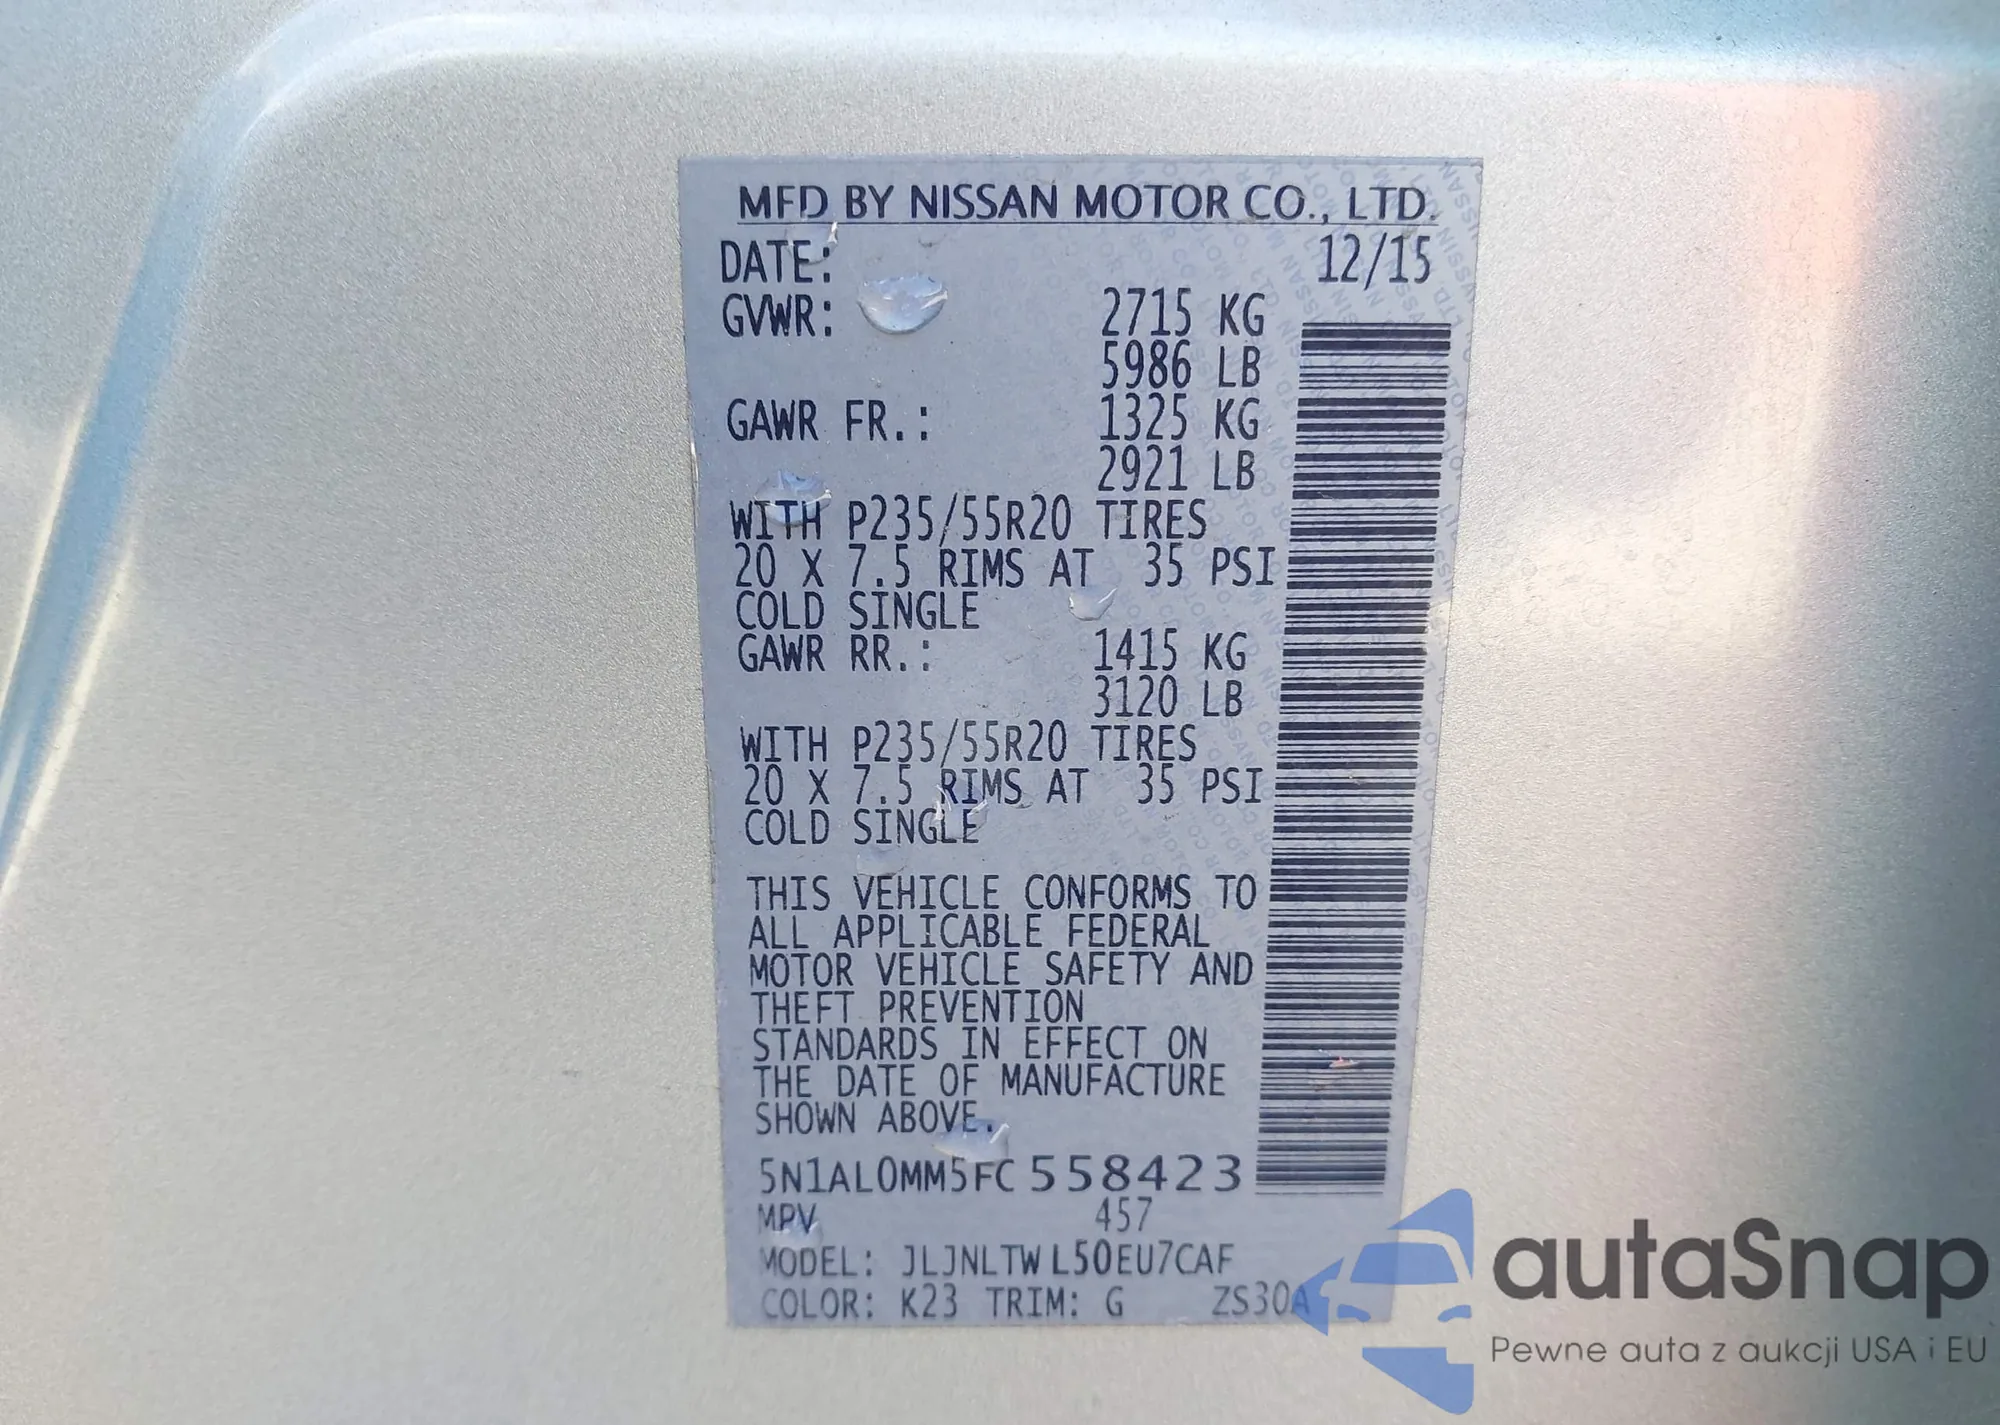 MFD BY NISSAN MOTOR CO., LTD.
DATE: 12/15
GVWR: 2715 KG
5986 LB
GAWR FR.: 1325 KG
2921 LB
WITH P235/55R20 TIRES
20 X 7.5 RIMS AT 35 PSI
COLD SINGLE
GAWR RR.: 1415 KG
3120 LB
WITH P235/55R20 TIRES
20 X 7.5 RIMS AT 35 PSI
COLD SINGLE
THIS VEHICLE CONFORMS TO
ALL APPLICABLE FEDERAL
MOTOR VEHICLE SAFETY AND
THEFT PREVENTION
STANDARDS IN EFFECT ON
THE DATE OF MANUFACTURE
SHOWN ABOVE.
5N1AL0MM5FC558423
MPV 457
MODEL: JLJNLTWL50EU7CAF
COLOR: K23 TRIM: G ZS30A
autaSnap
Pewne auta z aukcji USA i EU